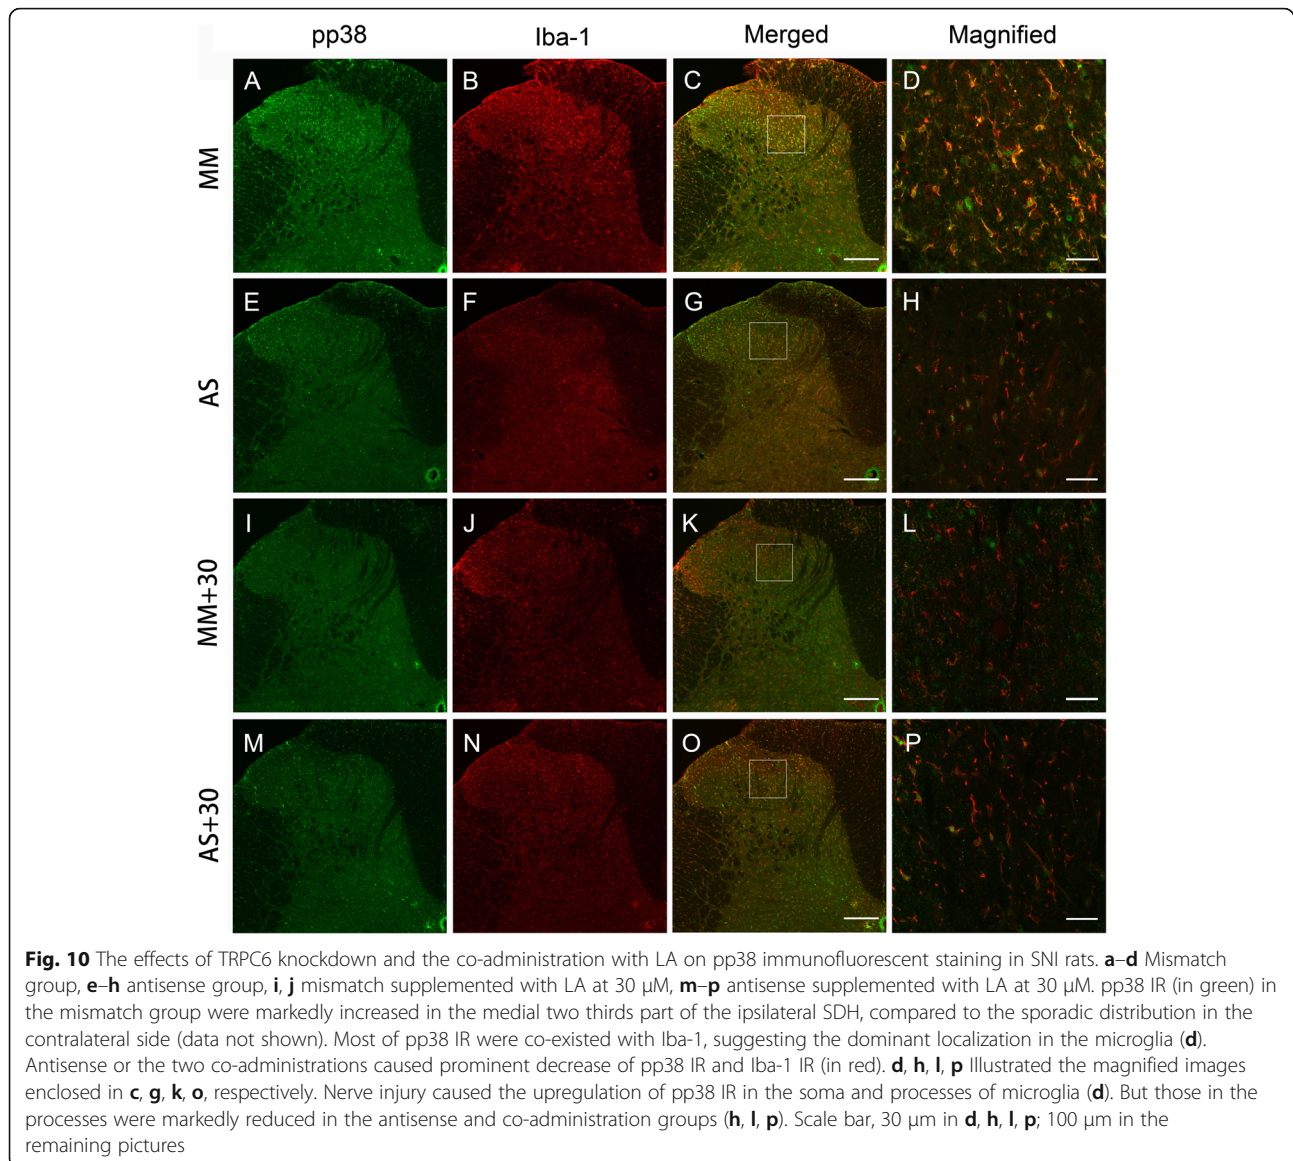 pp38 Iba-1 Merged Magnified
MM
A B C D
AS
E F G H
MM+30
I J K L
AS+30
M N O P
Fig. 10 The effects of TRPC6 knockdown and the co-administration with LA on pp38 immunofluorescent staining in SNI rats. a–d Mismatch
group, e–h antisense group, i, j mismatch supplemented with LA at 30 μM, m–p antisense supplemented with LA at 30 μM. pp38 IR (in green) in
the mismatch group were markedly increased in the medial two thirds part of the ipsilateral SDH, compared to the sporadic distribution in the
contralateral side (data not shown). Most of pp38 IR were co-existed with Iba-1, suggesting the dominant localization in the microglia (d).
Antisense or the two co-administrations caused prominent decrease of pp38 IR and Iba-1 IR (in red). d, h, l, p Illustrated the magnified images
enclosed in c, g, k, o, respectively. Nerve injury caused the upregulation of pp38 IR in the soma and processes of microglia (d). But those in the
processes were markedly reduced in the antisense and co-administration groups (h, l, p). Scale bar, 30 μm in d, h, l, p; 100 μm in the
remaining pictures